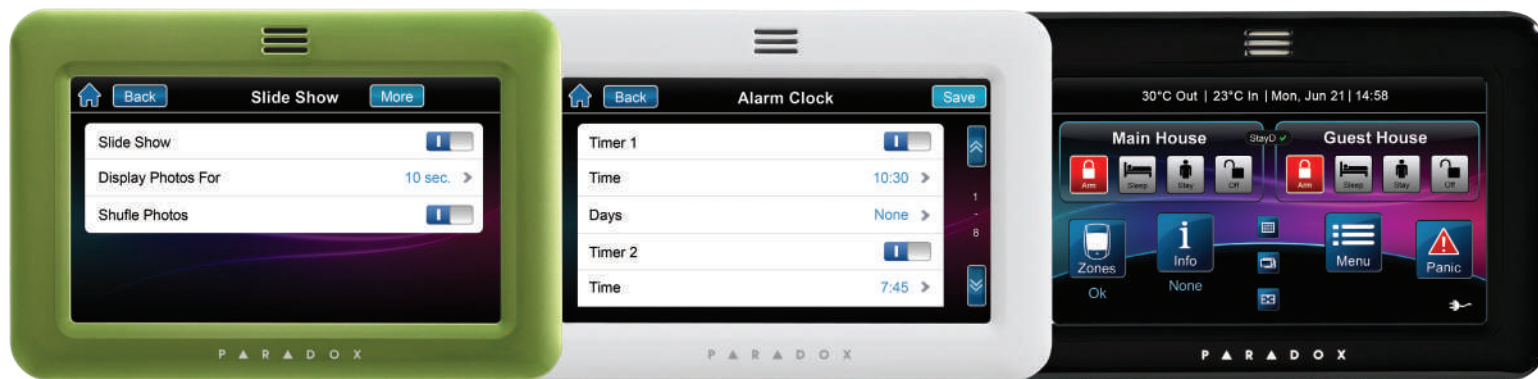 Back
Slide Show
More
Slide Show
Display Photos For
10 sec. >
Shufle Photos
PARADOX
Back
Alarm Clock
Save
Timer 1
Time
10:30 >
Days
None >
Timer 2
Time
7:45 >
1
-
8
PARADOX
30°C Out | 23°C In | Mon, Jun 21 | 14:58
Main House
StayD ✓
Guest House
Arm
Sleep
Stay
Off
Arm
Sleep
Stay
Off
Zones
Ok
i
Info
None
Menu
Panic
PARADOX